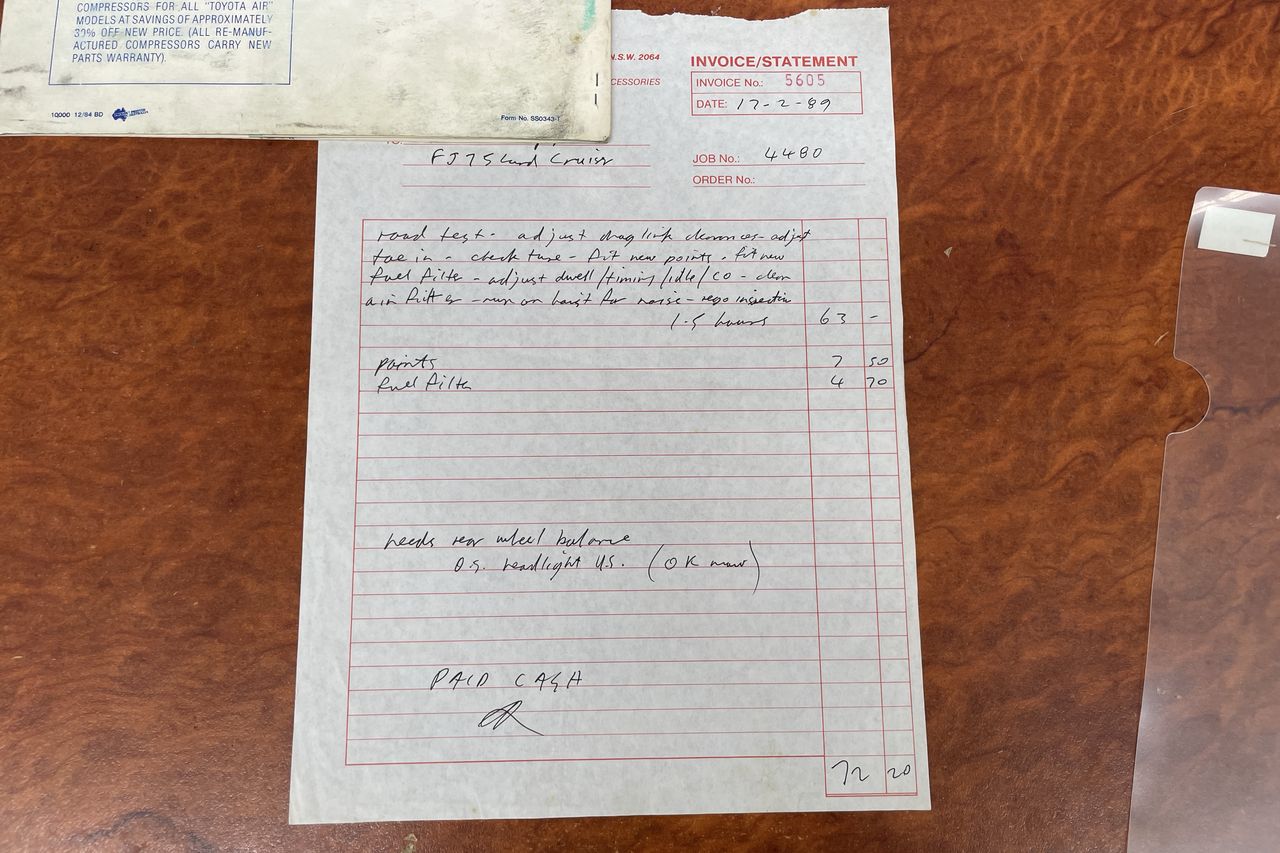 COMPRESSORS FOR ALL "TOYOTA AIR"
MODELS AT SAVINGS OF APPROXIMATELY
30% OFF NEW PRICE. (ALL RE-MANUF-
ACTURED COMPRESSORS CARRY NEW
PARTS WARRANTY).
10000 12/84 BD
Form No. SS0343-1
N.S.W. 2064
CESSORIES
INVOICE/STATEMENT
INVOICE No.: 5605
DATE: 17-2-89
FJ75 Land Cruiser
JOB No.: 4480
ORDER No.:
road test - adjust drag link clearances - adjust
toe in - check tune - fit new points - fit new
fuel filter - adjust dwell/timing/idle/CO - clean
air filter - run on hoist for noise - rego inspection
1.5 hours 63 -
points 7 50
fuel filter 4 70
needs rear wheel balance
O.S. headlight U.S. (OK now)
PAID CASH
72 20